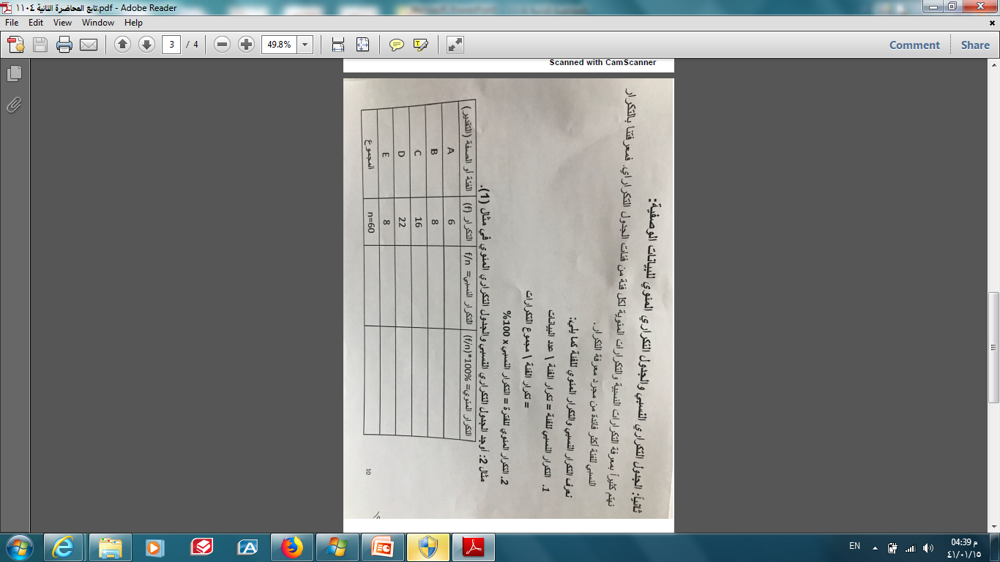 تابع المحاضرة الثانية ١١٠٤.pdf - Adobe Reader
File Edit View Window Help
3 / 4 49.8% Comment Share
Scanned with CamScanner
ثانياً: الجدول التكراري النسبي والجدول التكراري المئوي للبيانات الوصفية:
نهتم كثيراً بمعرفة التكرارات النسبية والتكرارات المئوية لكل فئة من فئات الجدول التكراراي. فمعرفتنا بالتكرار
النسبي للفئة أكثر فائدة من مجرد معرفة التكرار.
نعرف التكرار النسبي والتكرار المئوي للفئة كما يلي:
1. التكرار النسبي للفئة = تكرار الفئة \ عدد البيانات
= تكرار الفئة \ مجموع التكرارات
2. التكرار المئوي للفترة = التكرار النسبي x 100%
مثال 2: أوجد الجدول التكراري النسبي والجدول التكراري المئوي في مثال (1).
الفئة أو الصفة (التقدير) التكرار (f) التكرار النسبي= f/n التكرار المئوي= (f/n)*100%
A 6
B 8
C 16
D 22
E 8
المجموع n=60
10
EN 04:39 م
٤١/٠١/١٥